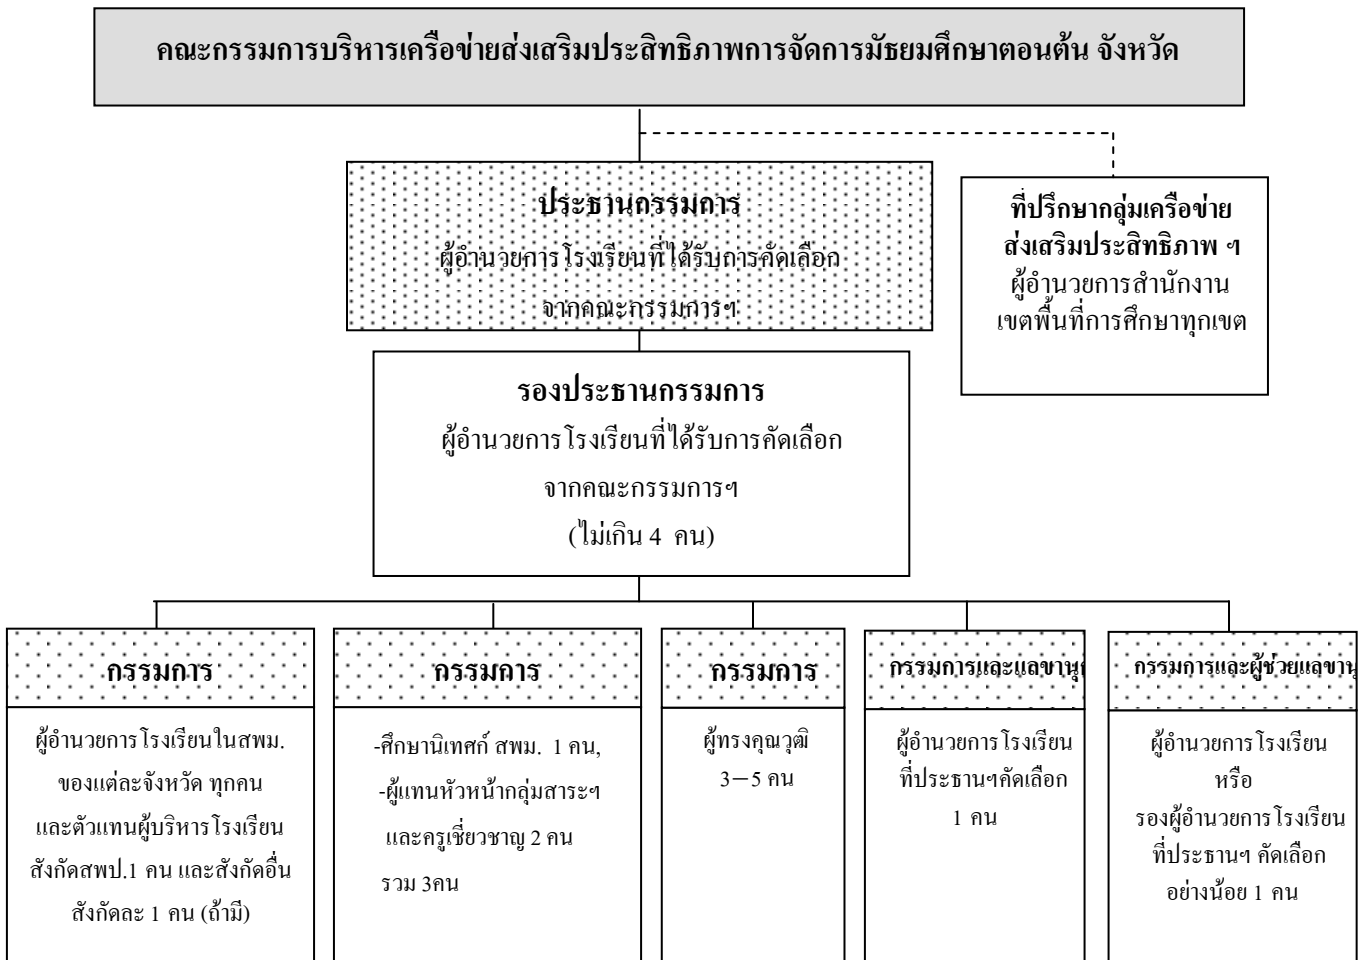 คณะกรรมการบริหารเครือข่ายส่งเสริมประสิทธิภาพการจัดการมัธยมศึกษาตอนต้น จังหวัด
ประธานกรรมการ
ผู้อำนวยการโรงเรียนที่ได้รับการคัดเลือก
จากคณะกรรมการฯ
ที่ปรึกษากลุ่มเครือข่าย
ส่งเสริมประสิทธิภาพ ฯ
ผู้อำนวยการสำนักงาน
เขตพื้นที่การศึกษาทุกเขต
รองประธานกรรมการ
ผู้อำนวยการโรงเรียนที่ได้รับการคัดเลือก
จากคณะกรรมการฯ
(ไม่เกิน 4 คน)
กรรมการ
ผู้อำนวยการโรงเรียนในสพม.
ของแต่ละจังหวัด ทุกคน
และตัวแทนผู้บริหารโรงเรียน
สังกัดสพป.1 คน และสังกัดอื่น
สังกัดละ 1 คน (ถ้ามี)
กรรมการ
-ศึกษานิเทศก์ สพม. 1 คน,
-ผู้แทนหัวหน้ากลุ่มสาระฯ
และครูเชี่ยวชาญ 2 คน
รวม 3คน
กรรมการ
ผู้ทรงคุณวุฒิ
3–5 คน
กรรมการและแลขานุก
ผู้อำนวยการโรงเรียน
ที่ประธานฯคัดเลือก
1 คน
กรรมการและผู้ช่วยแลขานุ
ผู้อำนวยการโรงเรียน
หรือ
รองผู้อำนวยการโรงเรียน
ที่ประธานฯ คัดเลือก
อย่างน้อย 1 คน